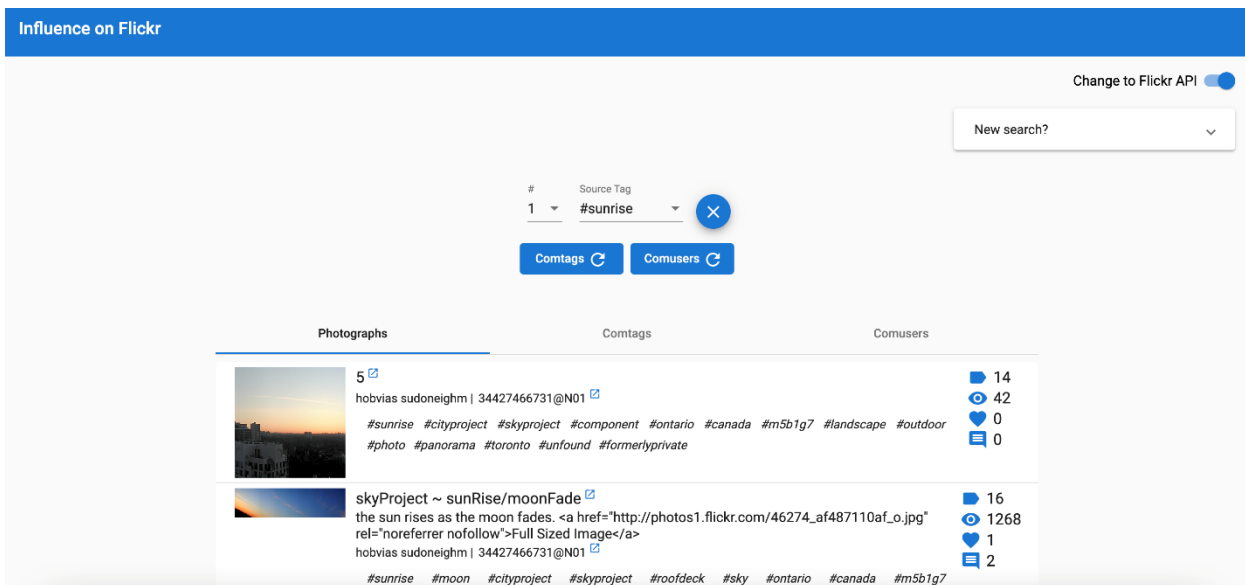 Influence on Flickr
Change to Flickr API
New search?
# Source Tag
1 #sunrise
Comtags Comusers
Photographs Comtags Comusers
5
14
hobvias sudoneighm | 34427466731@N01
42
#sunrise #cityproject #skyproject #component #ontario #canada #m5b1g7 #landscape #outdoor
0
#photo #panorama #toronto #unfound #formerlyprivate
0
skyProject ~ sunRise/moonFade
16
the sun rises as the moon fades. <a href="http://photos1.flickr.com/46274_af487110af_o.jpg"
1268
rel="noreferrer nofollow">Full Sized Image</a>
1
hobvias sudoneighm | 34427466731@N01
2
#sunrise #moon #cityproject #skyproject #roofdeck #sky #ontario #canada #m5b1g7